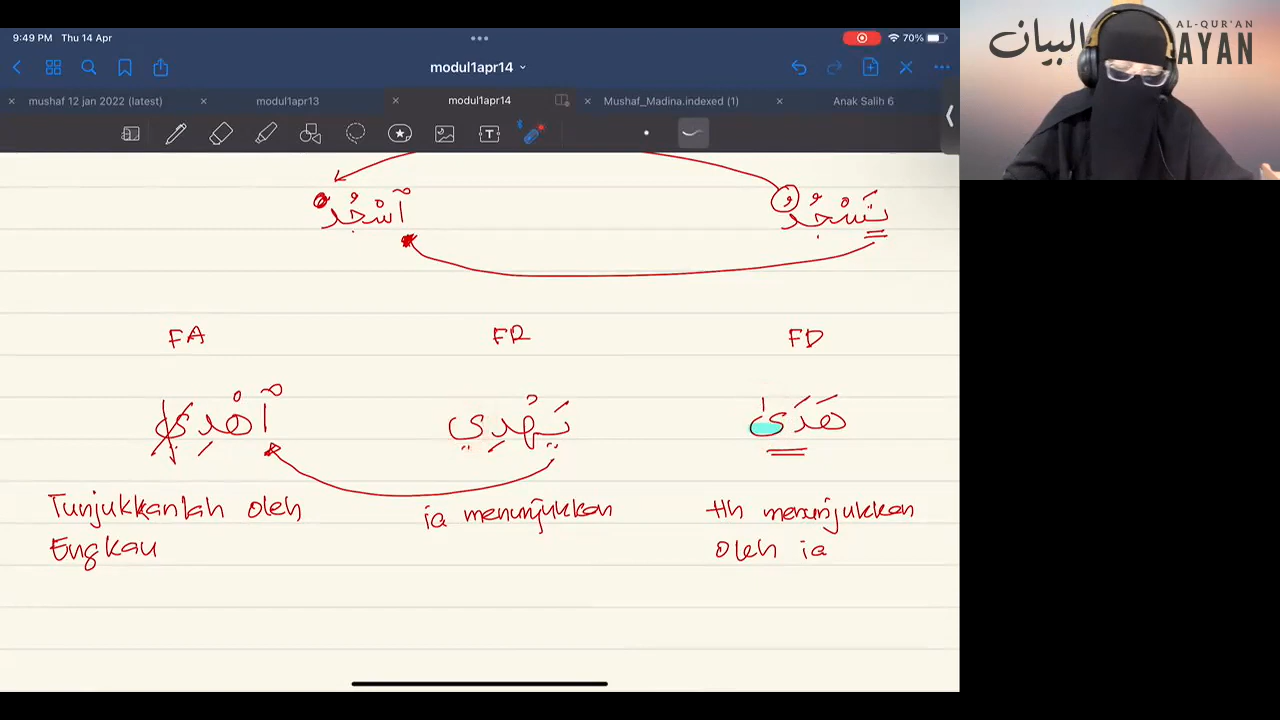 9:49 PM Thu 14 Apr
70%
modul1apr14
mushaf 12 jan 2022 (latest)
modul1apr13
modul1apr14
Mushaf_Madina.indexed (1)
Anak Salih 6
البيان
AL-QUR'AN
AYAN
تَسْجُدُ
ٱسْجُدْ
FD
FR
FA
هَدَىٰ
يَهْدِي
ٱهْدِي
Tunjukkanlah oleh
Engkau
ia menunjukkan
tlh menunjukkan
oleh ia